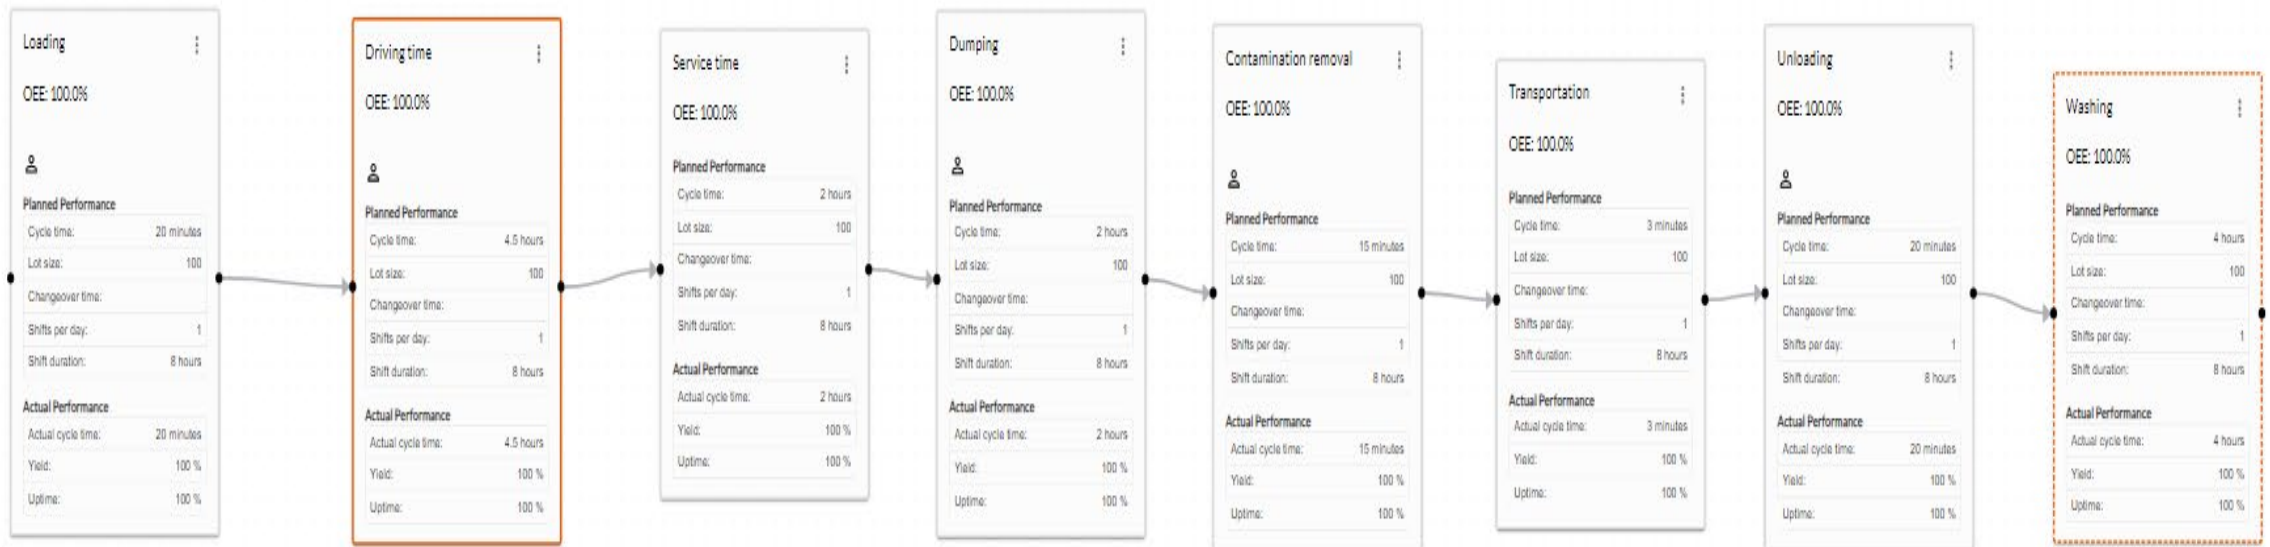 Loading
OEE: 100.0%
Planned Performance
Cycle time: 20 minutes
Lot size: 100
Changeover time:
Shifts per day: 1
Shift duration: 8 hours
Actual Performance
Actual cycle time: 20 minutes
Yield: 100 %
Uptime: 100 %
Driving time
OEE: 100.0%
Planned Performance
Cycle time: 4.5 hours
Lot size: 100
Changeover time:
Shifts per day: 1
Shift duration: 8 hours
Actual Performance
Actual cycle time: 4.5 hours
Yield: 100 %
Uptime: 100 %
Service time
OEE: 100.0%
Planned Performance
Cycle time: 2 hours
Lot size: 100
Changeover time:
Shifts per day: 1
Shift duration: 8 hours
Actual Performance
Actual cycle time: 2 hours
Yield: 100 %
Uptime: 100 %
Dumping
OEE: 100.0%
Planned Performance
Cycle time: 2 hours
Lot size: 100
Changeover time:
Shifts per day: 1
Shift duration: 8 hours
Actual Performance
Actual cycle time: 2 hours
Yield: 100 %
Uptime: 100 %
Contamination removal
OEE: 100.0%
Planned Performance
Cycle time: 15 minutes
Lot size: 100
Changeover time:
Shifts per day: 1
Shift duration: 8 hours
Actual Performance
Actual cycle time: 15 minutes
Yield: 100 %
Uptime: 100 %
Transportation
OEE: 100.0%
Planned Performance
Cycle time: 3 minutes
Lot size: 100
Changeover time:
Shifts per day: 1
Shift duration: 8 hours
Actual Performance
Actual cycle time: 3 minutes
Yield: 100 %
Uptime: 100 %
Unloading
OEE: 100.0%
Planned Performance
Cycle time: 20 minutes
Lot size: 100
Changeover time:
Shifts per day: 1
Shift duration: 8 hours
Actual Performance
Actual cycle time: 20 minutes
Yield: 100 %
Uptime: 100 %
Washing
OEE: 100.0%
Planned Performance
Cycle time: 4 hours
Lot size: 100
Changeover time:
Shifts per day: 1
Shift duration: 8 hours
Actual Performance
Actual cycle time: 4 hours
Yield: 100 %
Uptime: 100 %